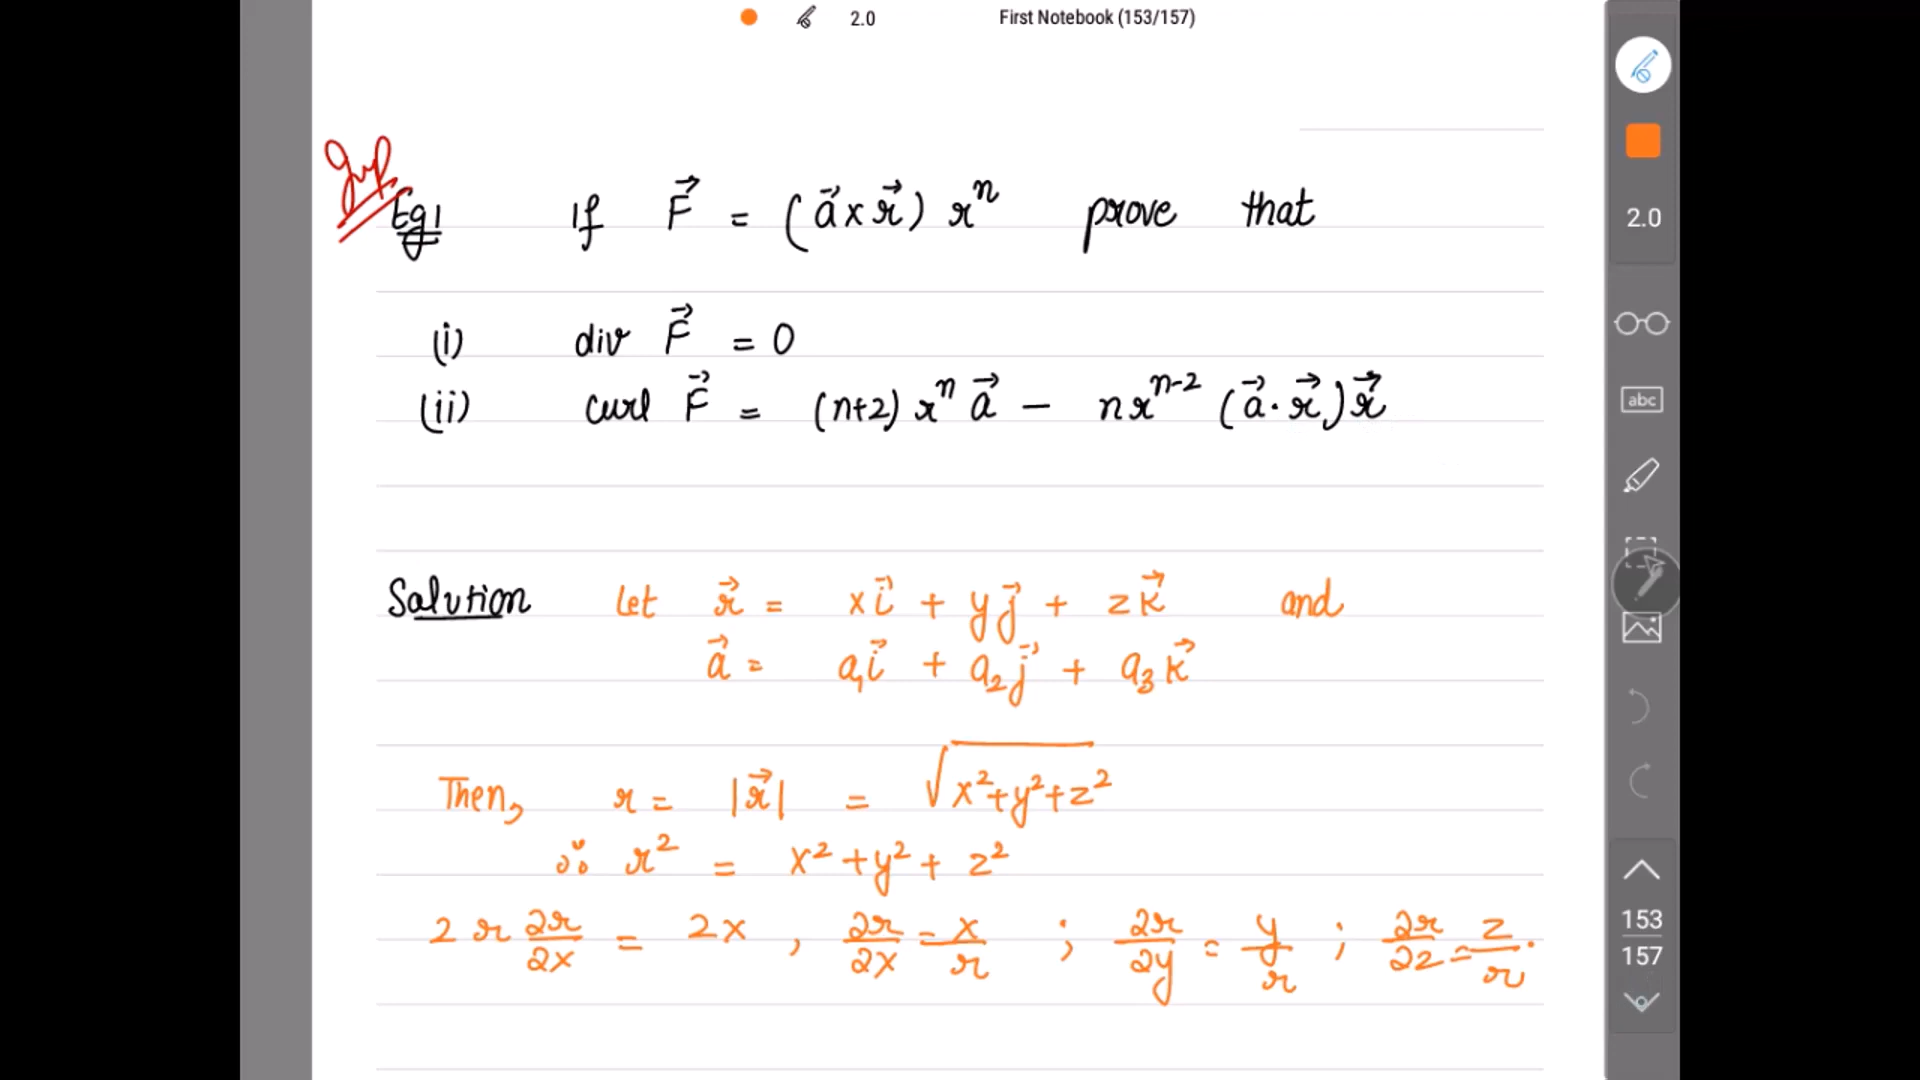 2.0 First Notebook (153/157)
Imp
Eg1 If F⃗ = (a⃗ x r⃗) rⁿ prove that
2.0
(i) div F⃗ = 0
(ii) curl F⃗ = (n+2) rⁿ a⃗ − n rⁿ⁻² (a⃗ · r⃗) r⃗
abc
Solution Let r⃗ = x i⃗ + y j⃗ + z k⃗ and
a⃗ = a₁ i⃗ + a₂ j⃗ + a₃ k⃗
Then, r = |r⃗| = √(x²+y²+z²)
∴ r² = x² + y² + z²
2 r ∂r/∂x = 2x , ∂r/∂x = x/r ; ∂r/∂y = y/r ; ∂r/∂z = z/r .
153
157